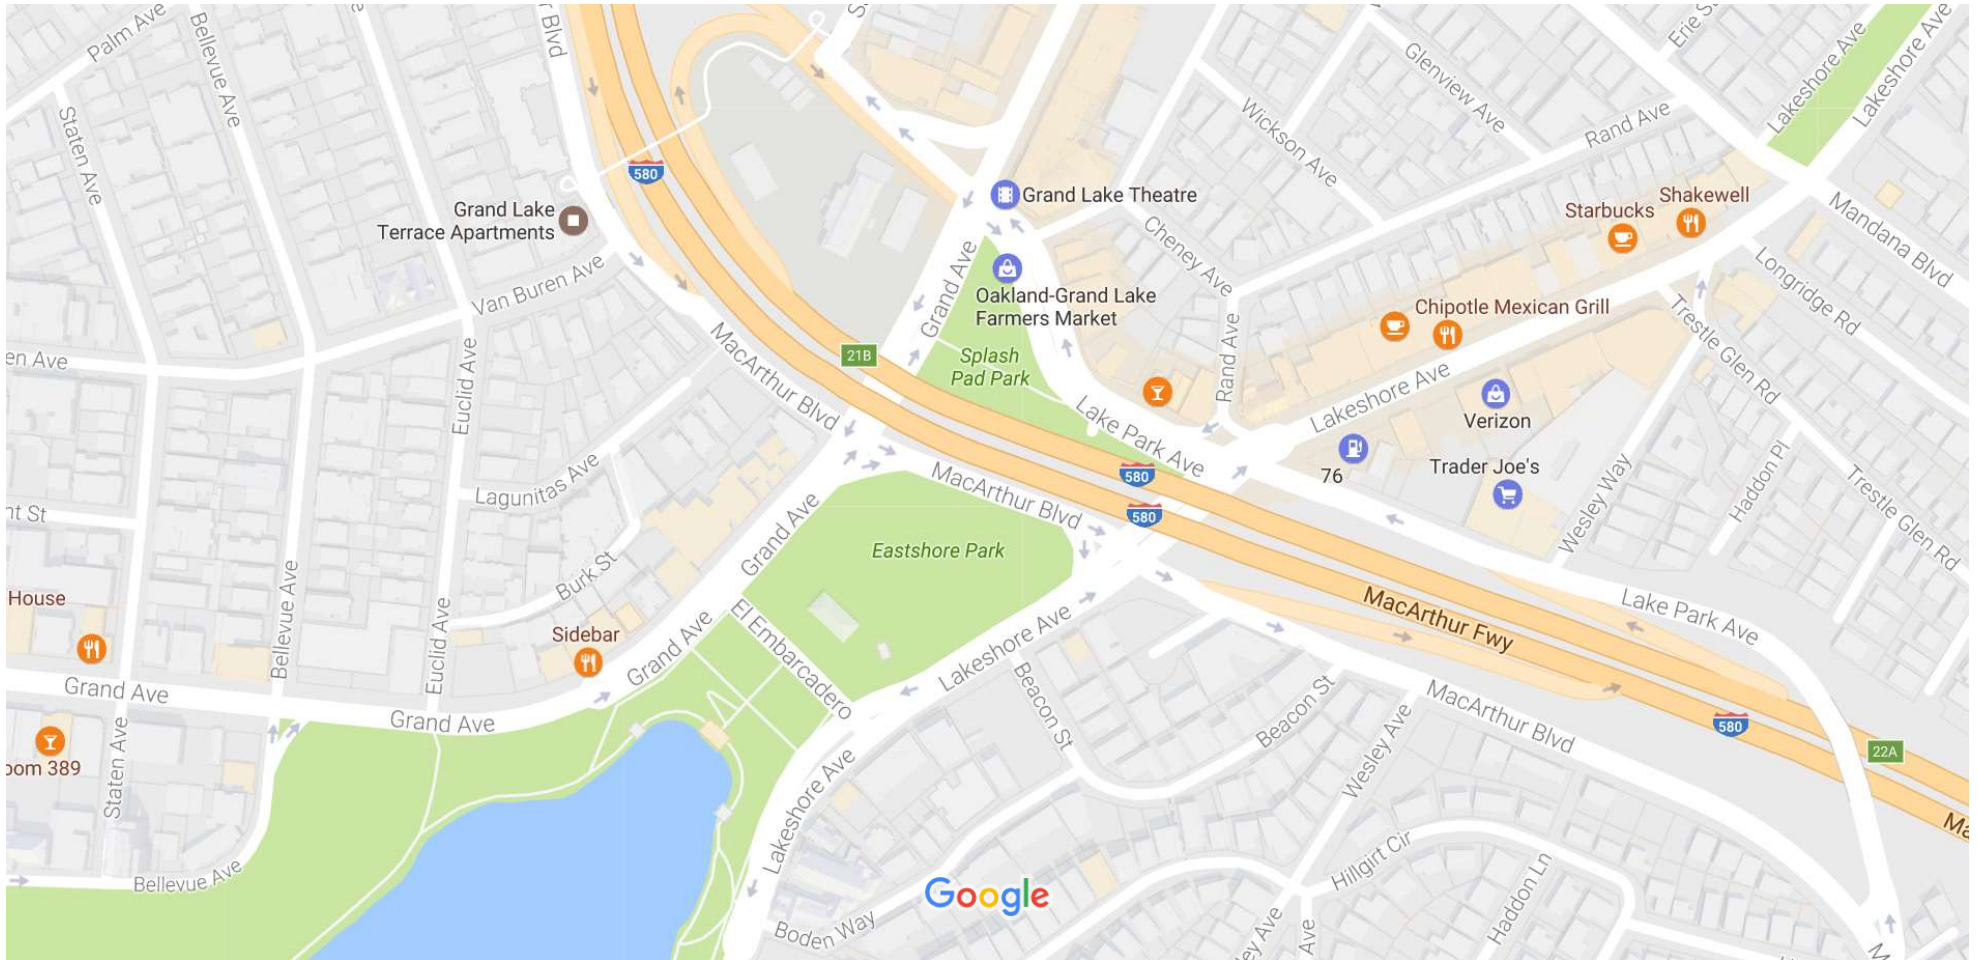 Palm Ave
Bellevue Ave
r Blvd
Glenview Ave
Erie S
Lakeshore Ave
Lakeshore Ave
Staten Ave
Wickson Ave
Rand Ave
580
Grand Lake
Terrace Apartments
Grand Lake Theatre
Shakewell
Starbucks
Mandana Blvd
Cheney Ave
Longridge Rd
Van Buren Ave
Grand Ave
Oakland-Grand Lake
Farmers Market
Chipotle Mexican Grill
Trestle Glen Rd
en Ave
Euclid Ave
MacArthur Blvd
21B
Splash
Pad Park
Rand Ave
Lakeshore Ave
Lake Park Ave
Verizon
76
Trader Joe's
Haddon Pl
Wesley Way
Trestle Glen Rd
Lagunitas Ave
MacArthur Blvd
580
580
nt St
Grand Ave
Eastshore Park
Burk St
House
Bellevue Ave
Euclid Ave
Sidebar
El Embarcadero
Lakeshore Ave
MacArthur Fwy
Lake Park Ave
Grand Ave
Grand Ave
Grand Ave
Beacon St
Beacon St
Wesley Ave
MacArthur Blvd
580
22A
oom 389
Staten Ave
Lakeshore Ave
Ma
Hillgirt Cir
Haddon Ln
Bellevue Ave
Google
Boden Way
ey Ave
Ave
M